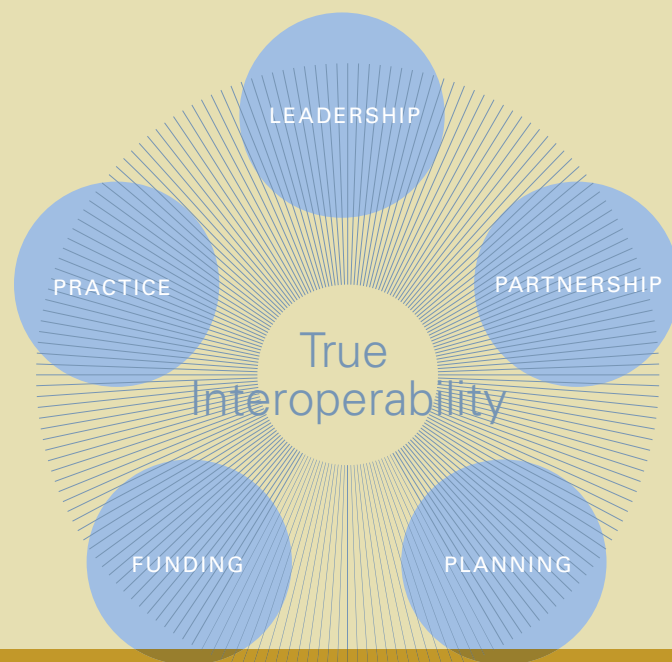 LEADERSHIP
PRACTICE
PARTNERSHIP
True
Interoperability
FUNDING
PLANNING